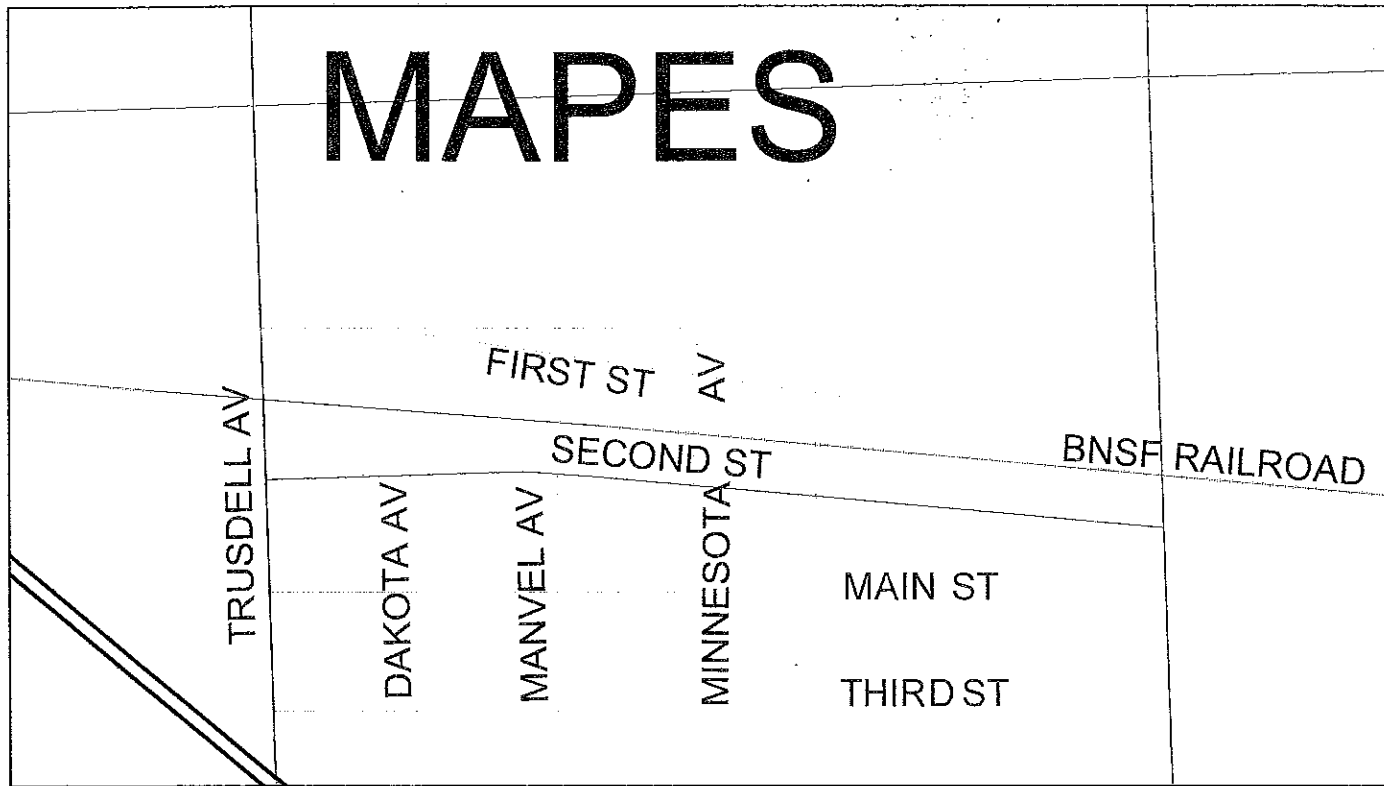 MAPES
FIRST ST
AV
SECOND ST
BNSF RAILROAD
TRUSDELL AV
DAKOTA AV
MANVEL AV
MINNESOTA
MAIN ST
THIRD ST